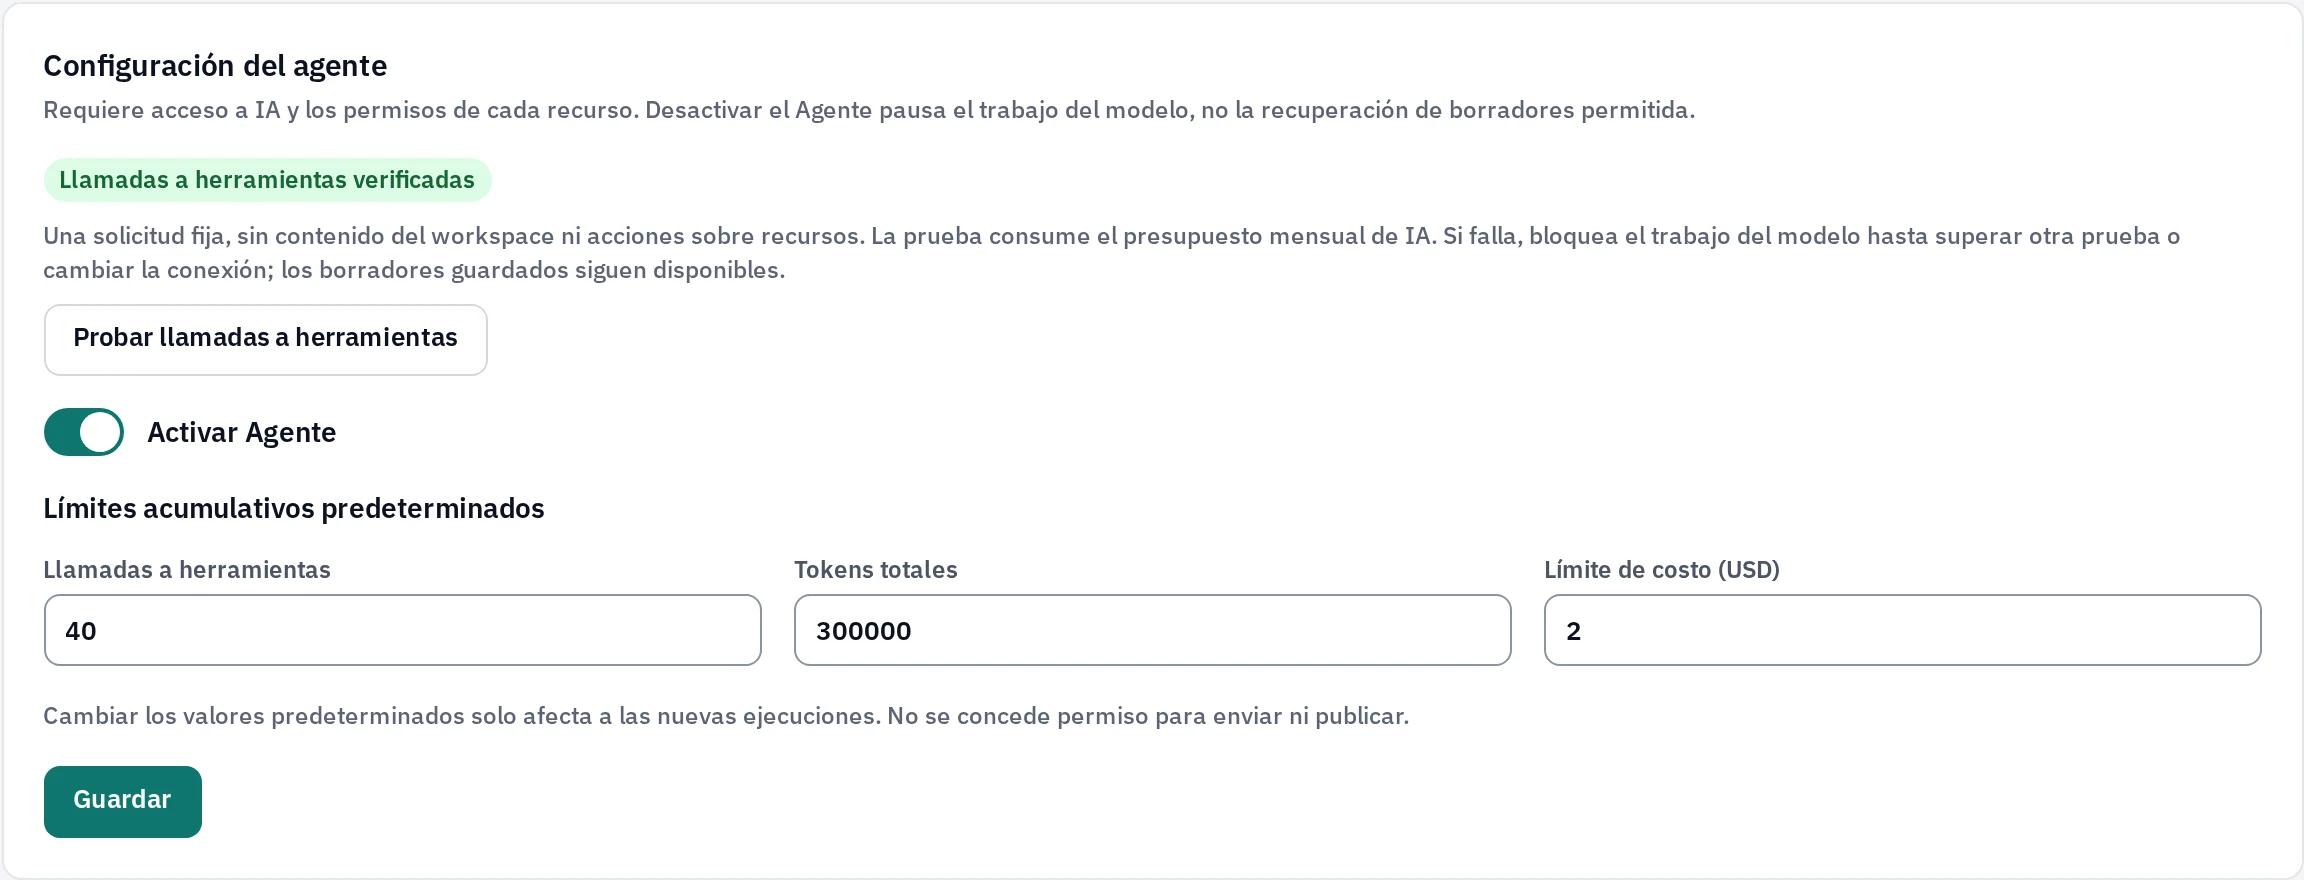 Configuración del agente
Requiere acceso a IA y los permisos de cada recurso. Desactivar el Agente pausa el trabajo del modelo, no la recuperación de borradores permitida.
Llamadas a herramientas verificadas
Una solicitud fija, sin contenido del workspace ni acciones sobre recursos. La prueba consume el presupuesto mensual de IA. Si falla, bloquea el trabajo del modelo hasta superar otra prueba o
cambiar la conexión; los borradores guardados siguen disponibles.
Probar llamadas a herramientas
Activar Agente
Límites acumulativos predeterminados
Llamadas a herramientas
40
Tokens totales
300000
Límite de costo (USD)
2
Cambiar los valores predeterminados solo afecta a las nuevas ejecuciones. No se concede permiso para enviar ni publicar.
Guardar